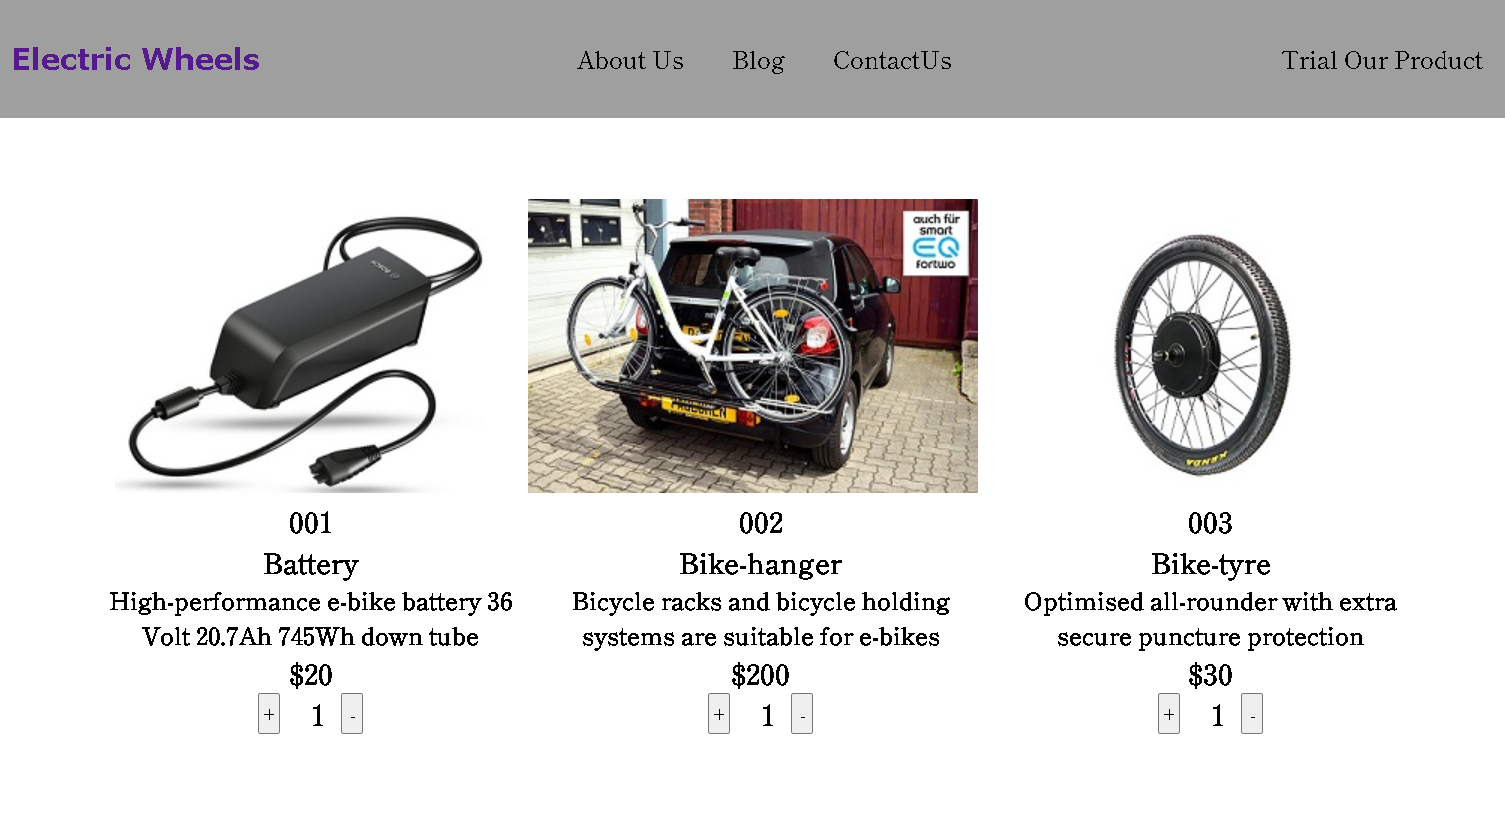 Electric Wheels
About Us Blog ContactUs
Trial Our Product
BOSCH
auch für
smart
EQ
fortwo
KENDA
001
Battery
High-performance e-bike battery 36
Volt 20.7Ah 745Wh down tube
$20
+ 1 -
002
Bike-hanger
Bicycle racks and bicycle holding
systems are suitable for e-bikes
$200
+ 1 -
003
Bike-tyre
Optimised all-rounder with extra
secure puncture protection
$30
+ 1 -